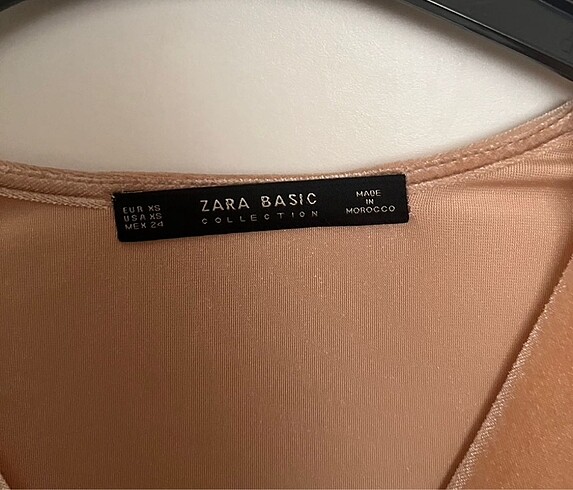 EUR XS
USA XS
MEX 24
ZARA BASIC
COLLECTION
MADE
IN
MOROCCO